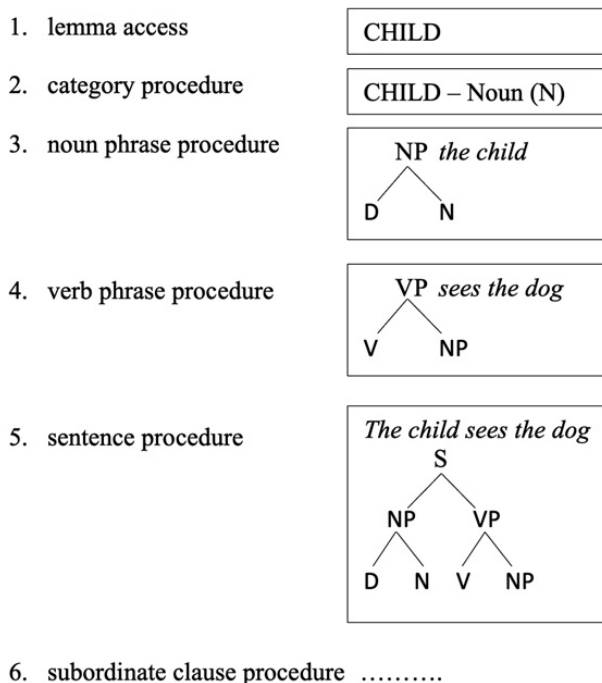 1. lemma access
CHILD
2. category procedure
CHILD – Noun (N)
3. noun phrase procedure
NP the child
D N
4. verb phrase procedure
VP sees the dog
V NP
5. sentence procedure
The child sees the dog
S
NP VP
D N V NP
6. subordinate clause procedure ..........